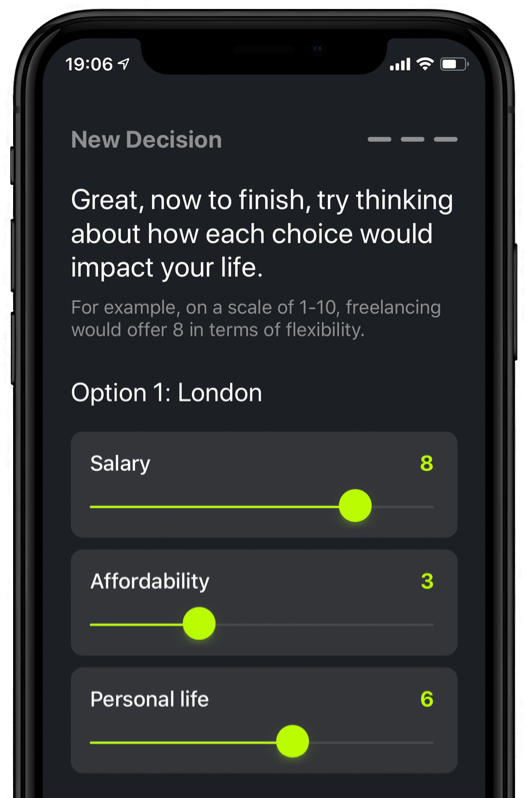 19:06
New Decision
Great, now to finish, try thinking
about how each choice would
impact your life.
For example, on a scale of 1-10, freelancing
would offer 8 in terms of flexibility.
Option 1: London
Salary 8
Affordability 3
Personal life 6